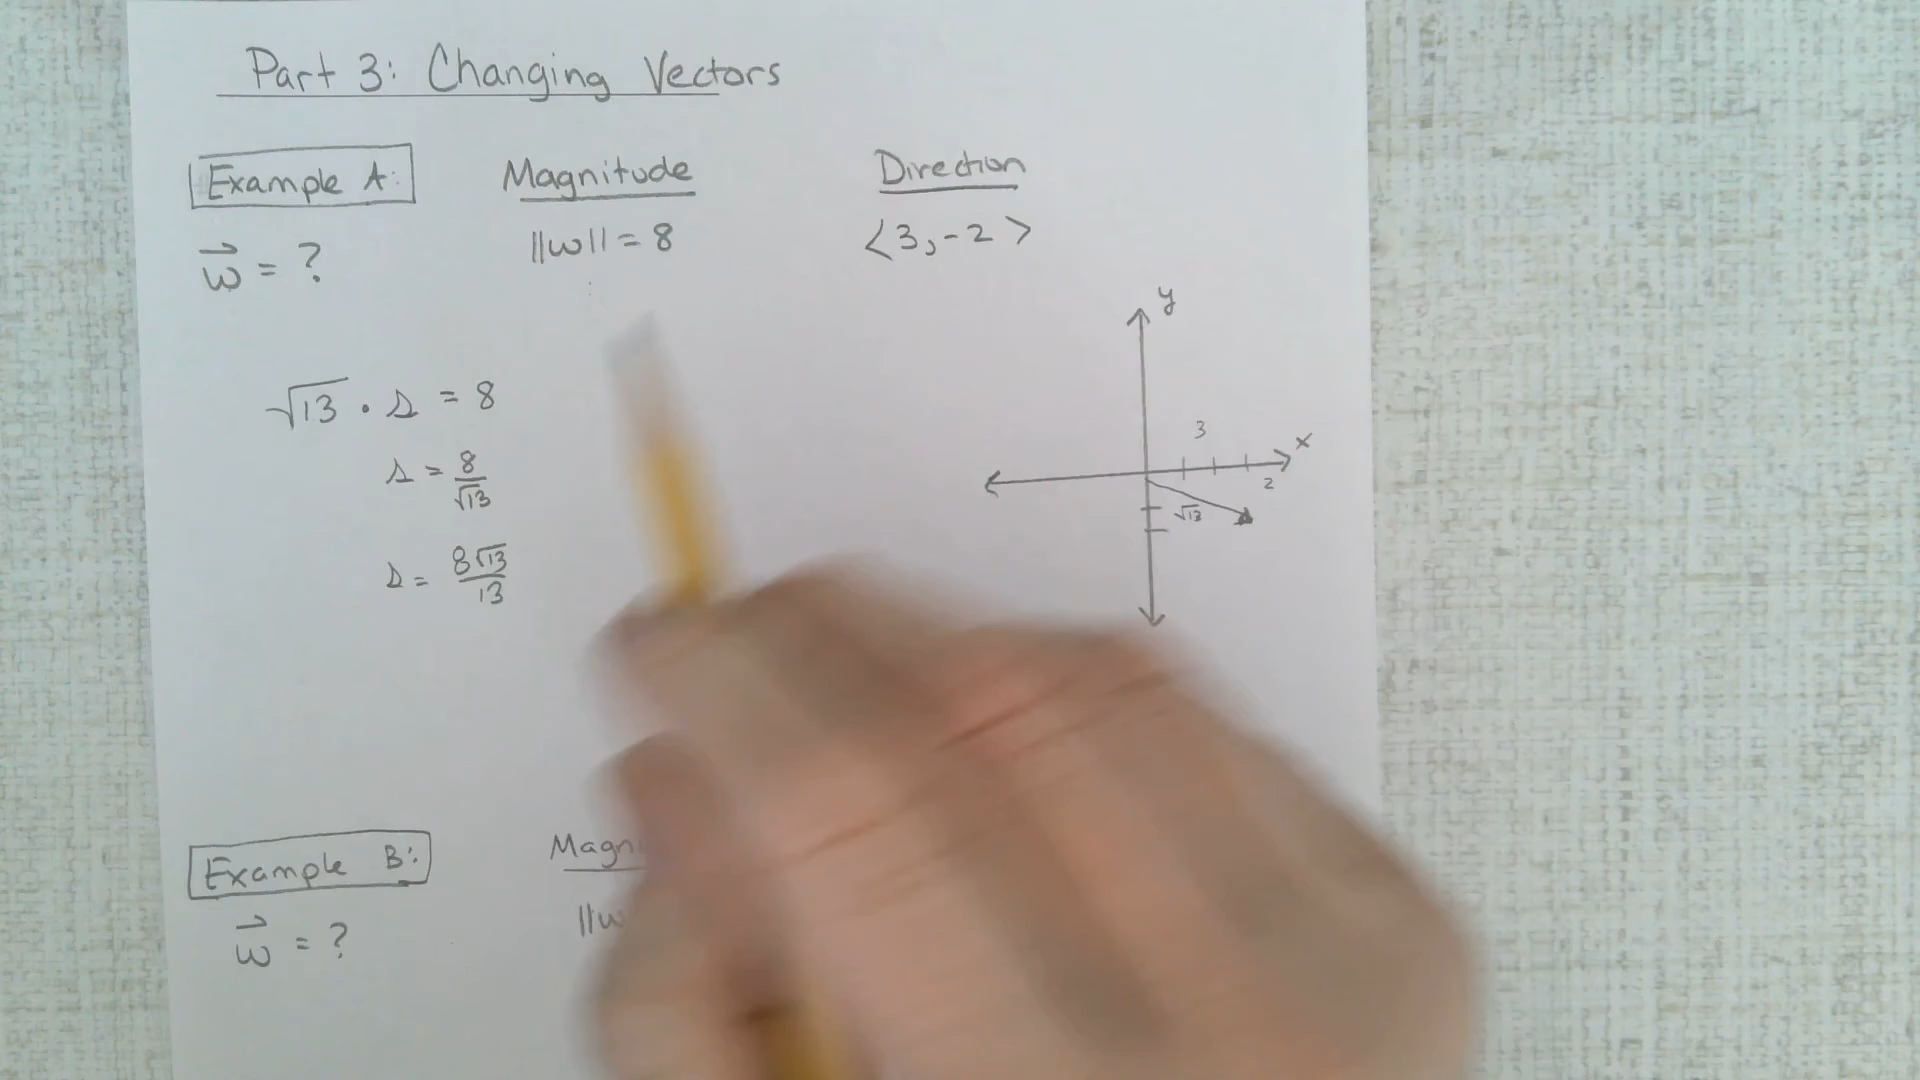 Part 3: Changing Vectors
Example A: Magnitude Direction
w⃗ = ? ||w|| = 8 <3, -2>
y
√13 · s = 8
3 x
s = 8/√13
2
√13
s = 8√13/13
Example B:
w⃗ = ?